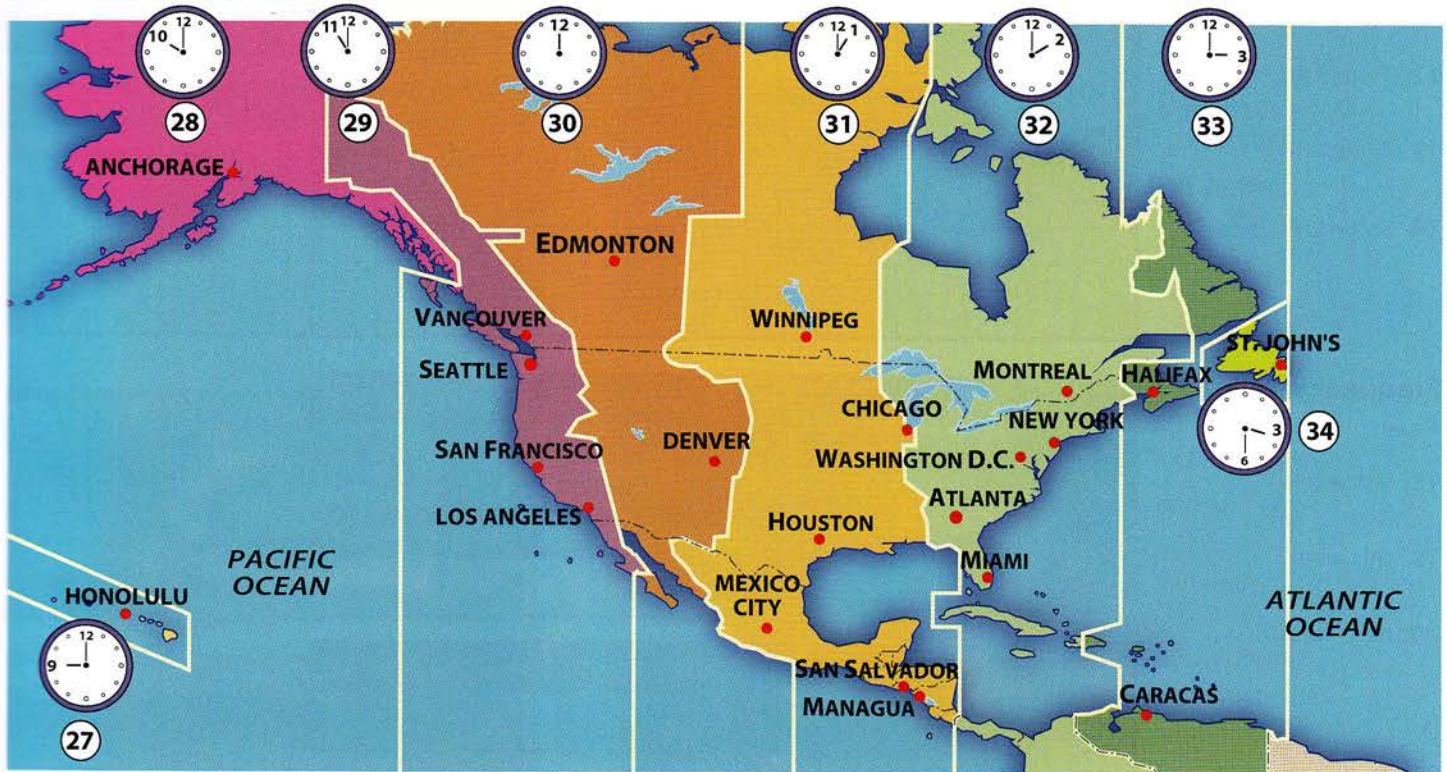 12
10
28
12
11
29
12
30
12
1
31
12
2
32
12
3
33
ANCHORAGE
EDMONTON
VANCOUVER
WINNIPEG
ST. JOHN'S
SEATTLE
MONTREAL
HALIFAX
CHICAGO
NEW YORK
3
6
34
SAN FRANCISCO
DENVER
WASHINGTON D.C.
ATLANTA
LOS ANGELES
HOUSTON
PACIFIC
OCEAN
MIAMI
MEXICO
CITY
HONOLULU
ATLANTIC
OCEAN
12
9
27
SAN SALVADOR
MANAGUA
CARACAS